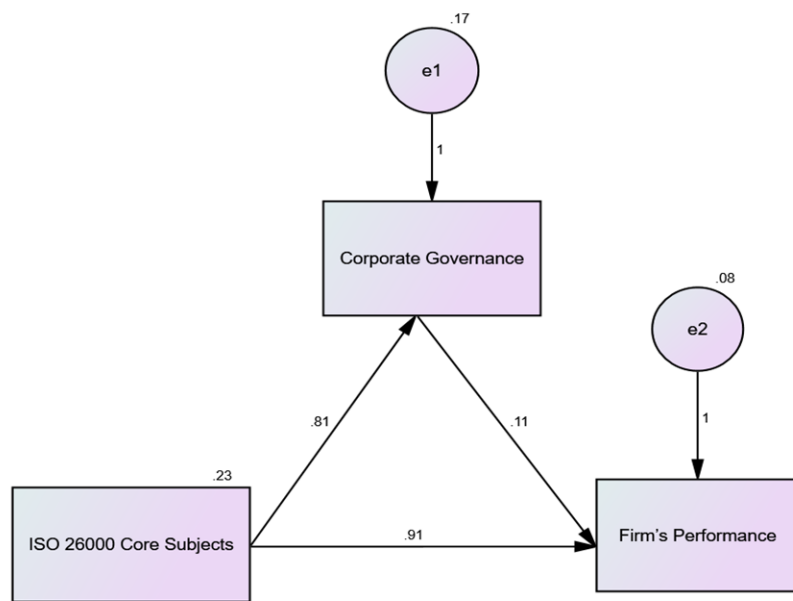 .17
e1
1
Corporate Governance
.08
e2
.81
.11
1
.23
ISO 26000 Core Subjects
.91
Firm's Performance